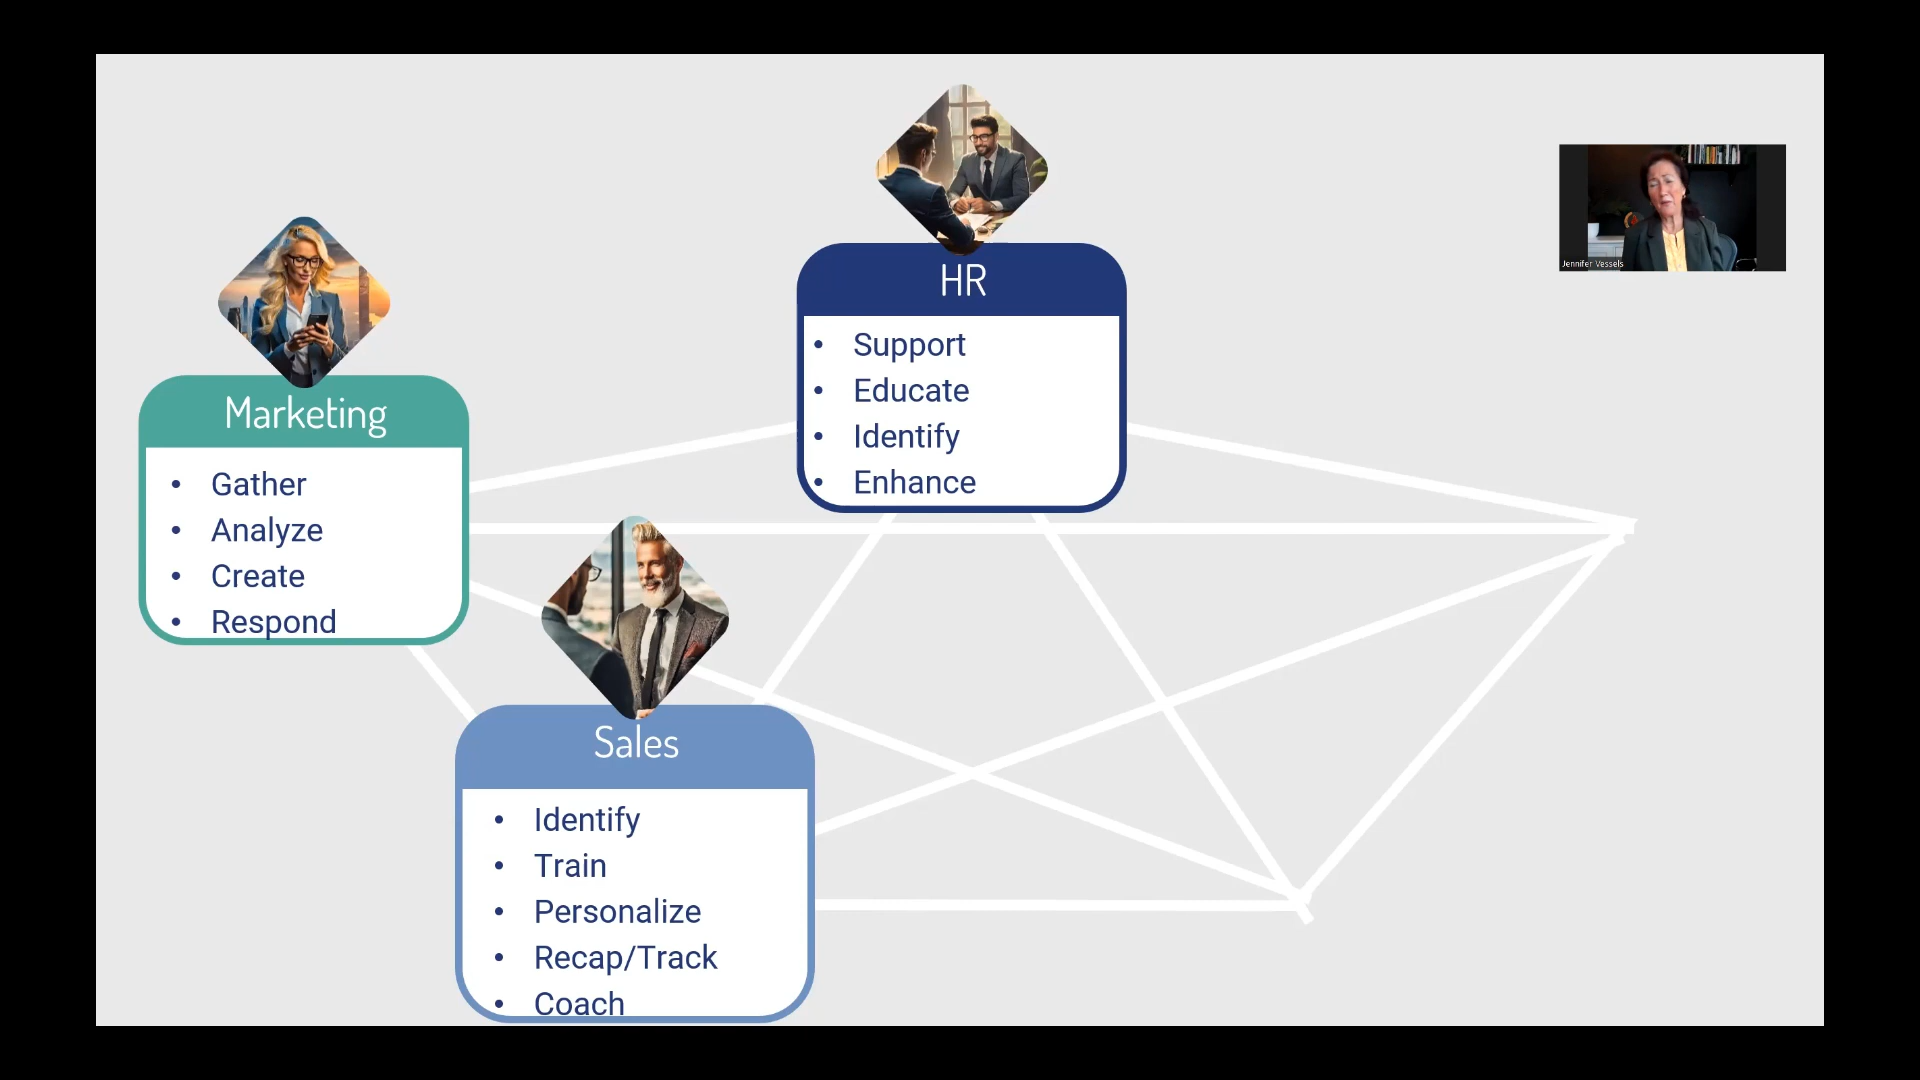 HR
Support
Educate
Identify
Enhance
Jennifer Vessels
Marketing
Gather
Analyze
Create
Respond
Sales
Identify
Train
Personalize
Recap/Track
Coach